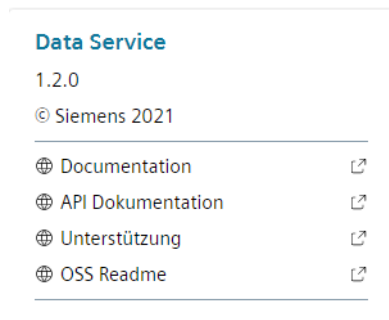 Data Service
1.2.0
© Siemens 2021
Documentation
API Dokumentation
Unterstützung
OSS Readme